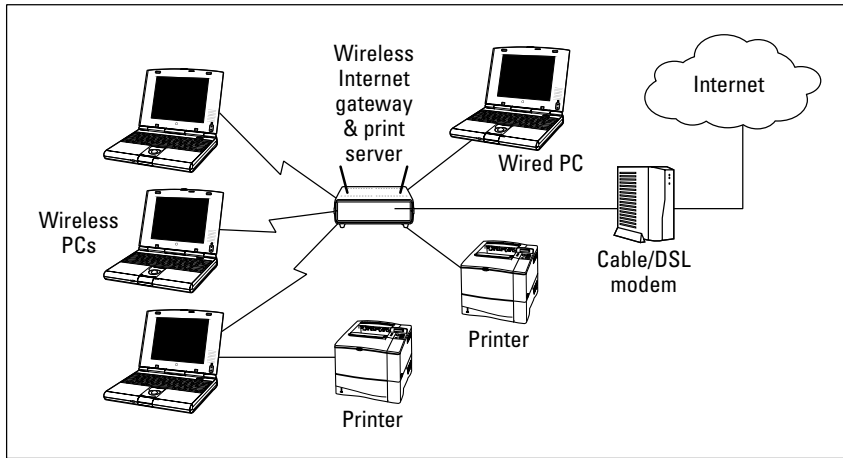 Wireless
Internet
gateway
& print
server
Internet
Wired PC
Wireless
PCs
Cable/DSL
modem
Printer
Printer